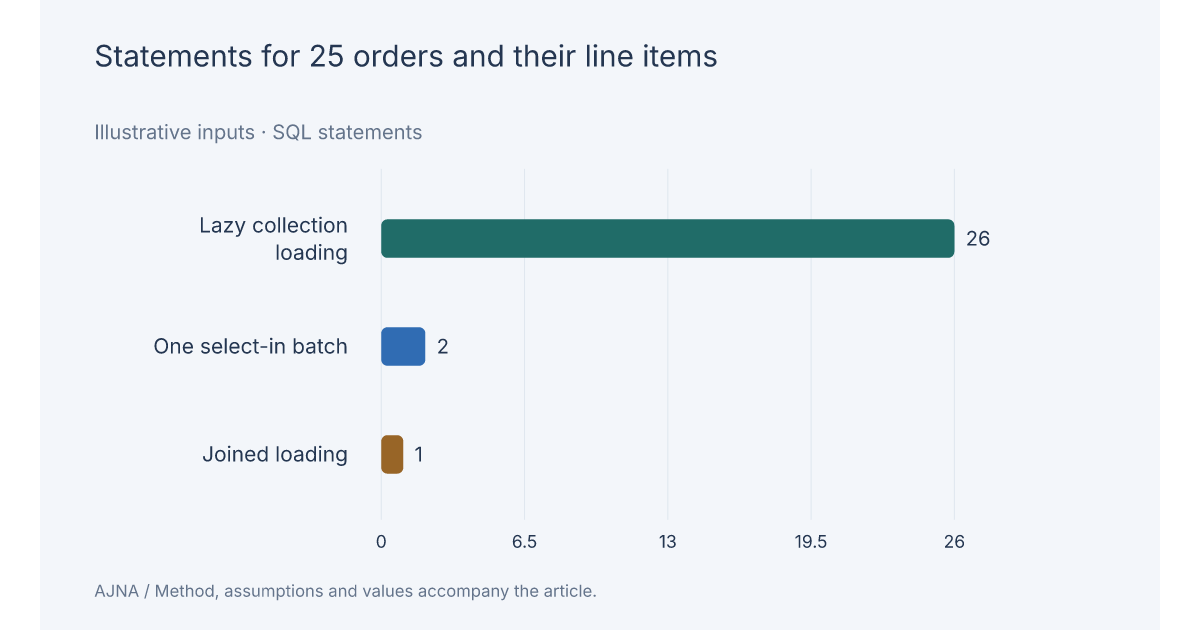 Statements for 25 orders and their line items
Illustrative inputs · SQL statements
Lazy collection
loading
26
One select-in batch
2
Joined loading
1
0
6.5
13
19.5
26
AJNA / Method, assumptions and values accompany the article.